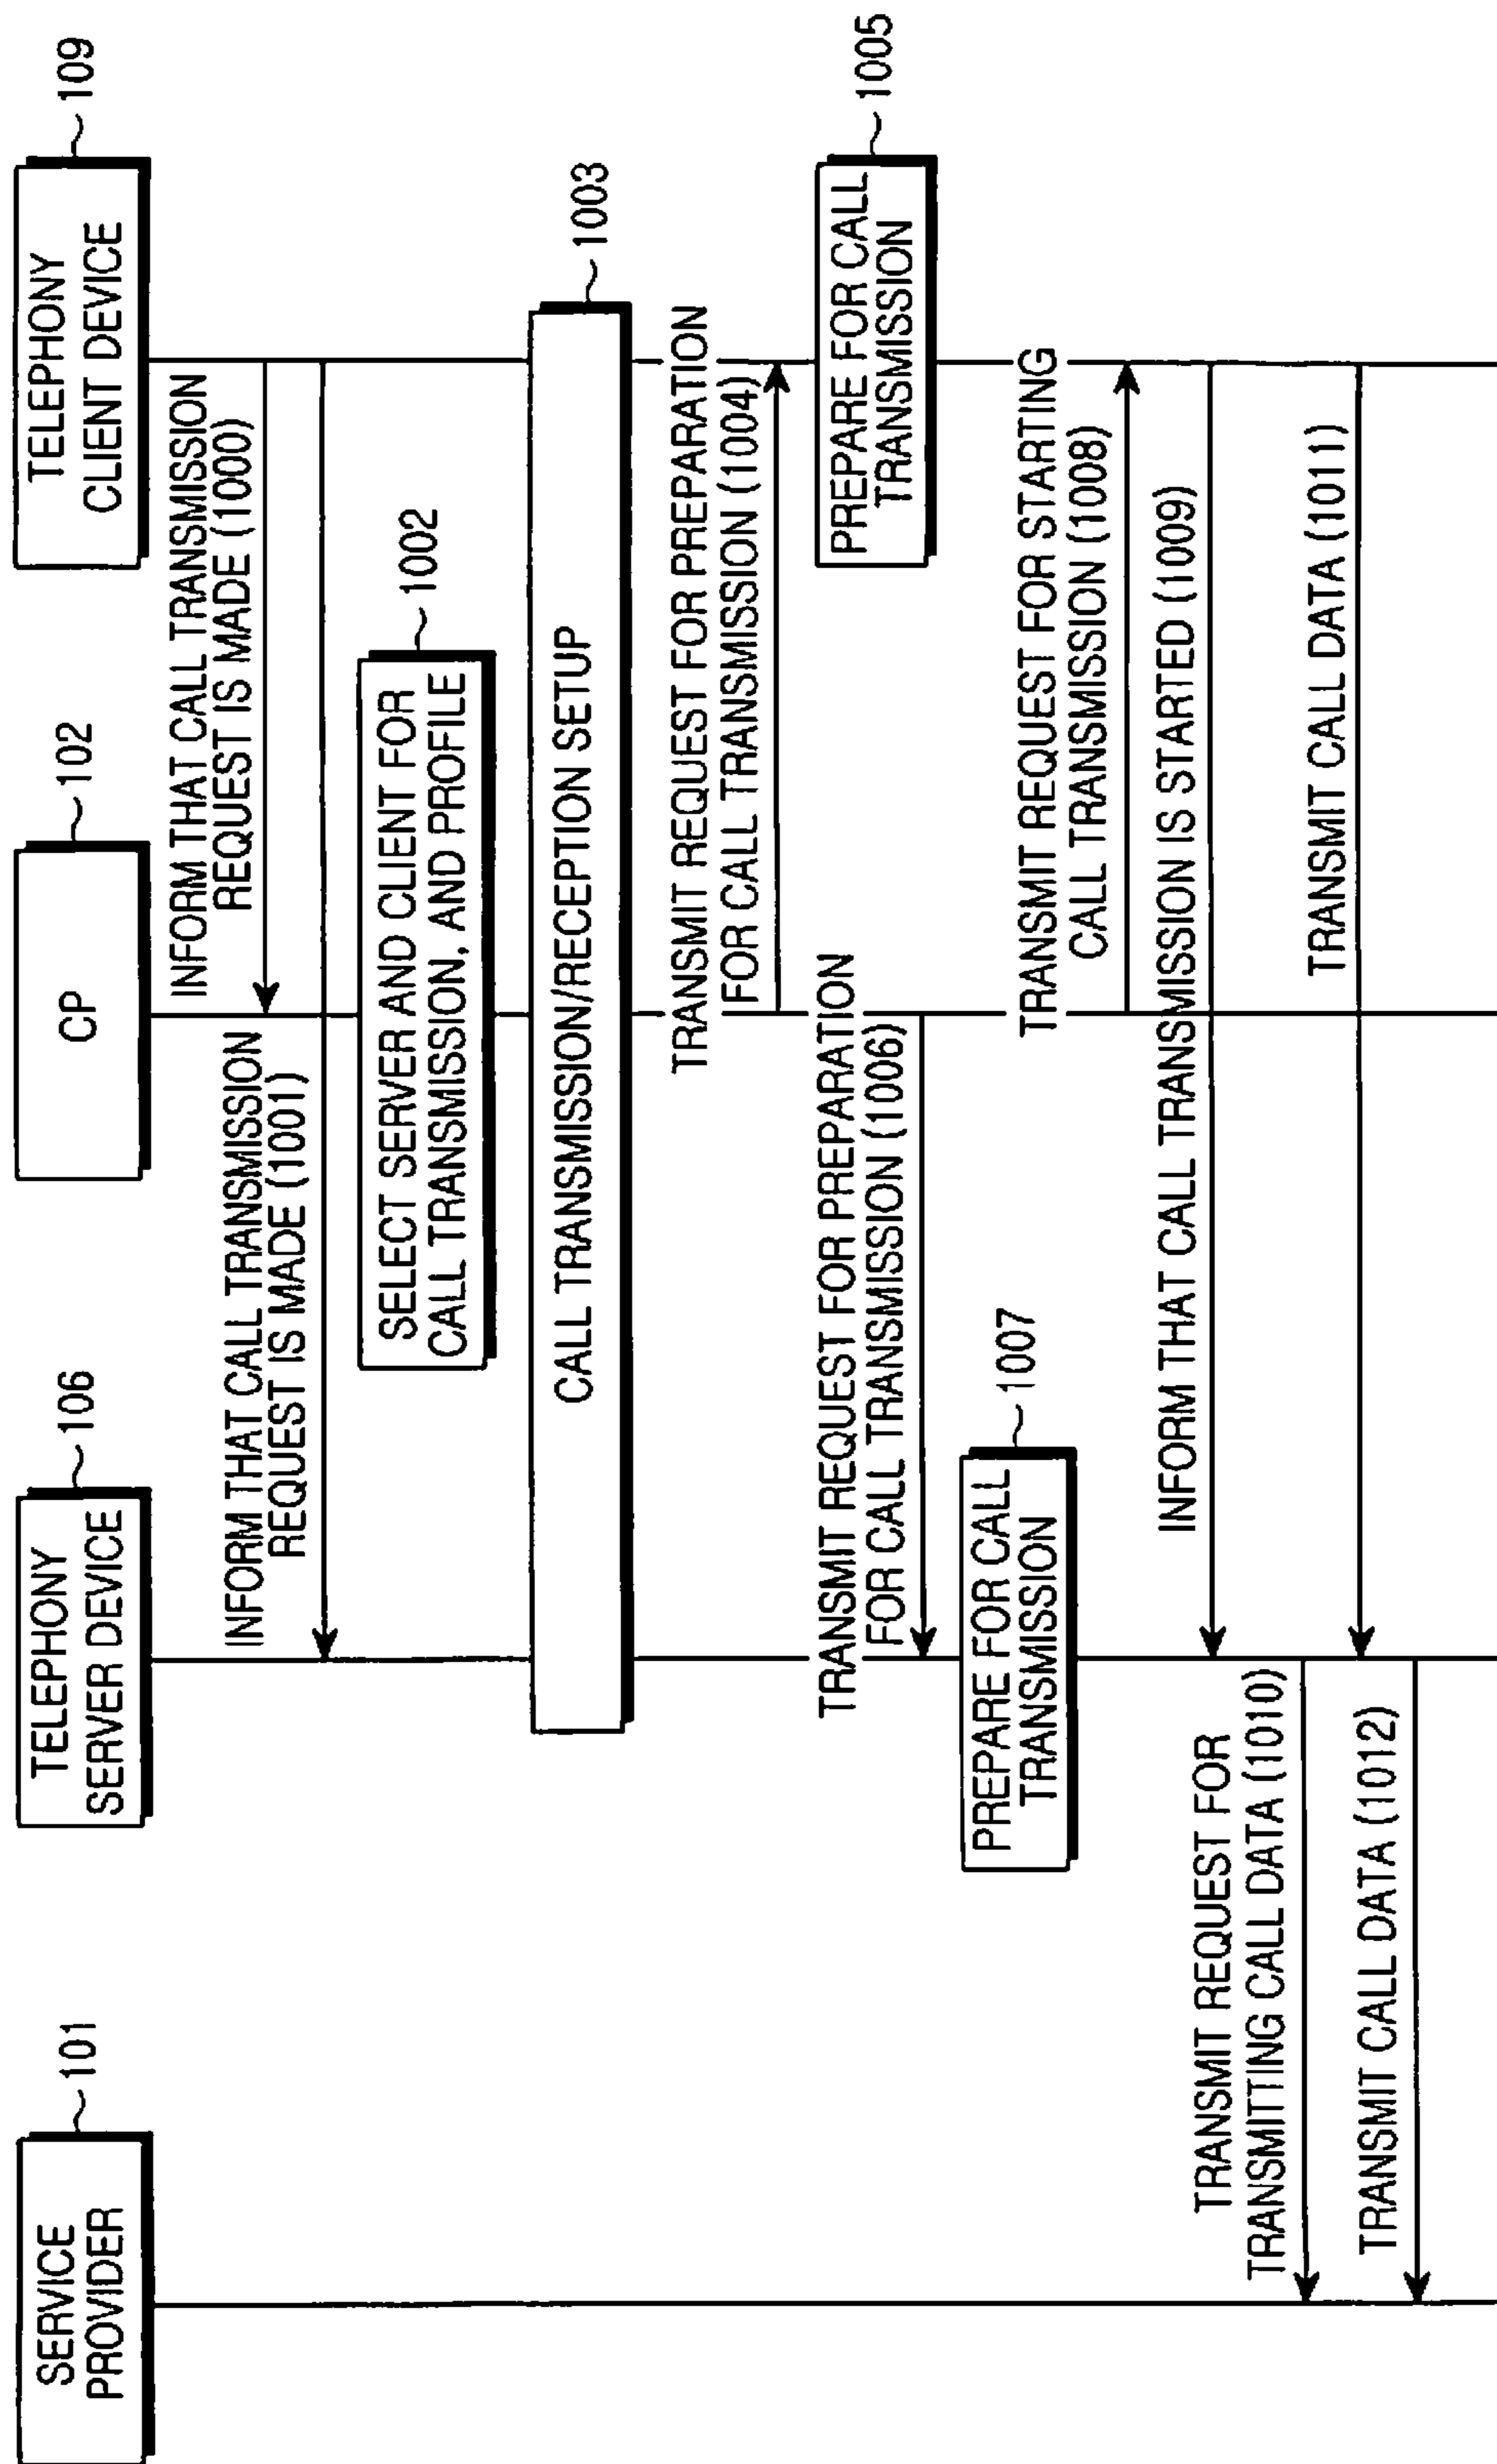 SERVICE
PROVIDER
101
TELEPHONY
SERVER DEVICE
106
CP
102
TELEPHONY
CLIENT DEVICE
109
INFORM THAT CALL TRANSMISSION
REQUEST IS MADE (1000)
INFORM THAT CALL TRANSMISSION
REQUEST IS MADE (1001)
SELECT SERVER AND CLIENT FOR
CALL TRANSMISSION, AND PROFILE
1002
CALL TRANSMISSION/RECEPTION SETUP
1003
TRANSMIT REQUEST FOR PREPARATION
FOR CALL TRANSMISSION (1004)
PREPARE FOR CALL
TRANSMISSION
1005
TRANSMIT REQUEST FOR PREPARATION
FOR CALL TRANSMISSION (1006)
PREPARE FOR CALL
TRANSMISSION
1007
TRANSMIT REQUEST FOR STARTING
CALL TRANSMISSION (1008)
INFORM THAT CALL TRANSMISSION IS STARTED (1009)
TRANSMIT REQUEST FOR
TRANSMITTING CALL DATA (1010)
TRANSMIT CALL DATA (1011)
TRANSMIT CALL DATA (1012)